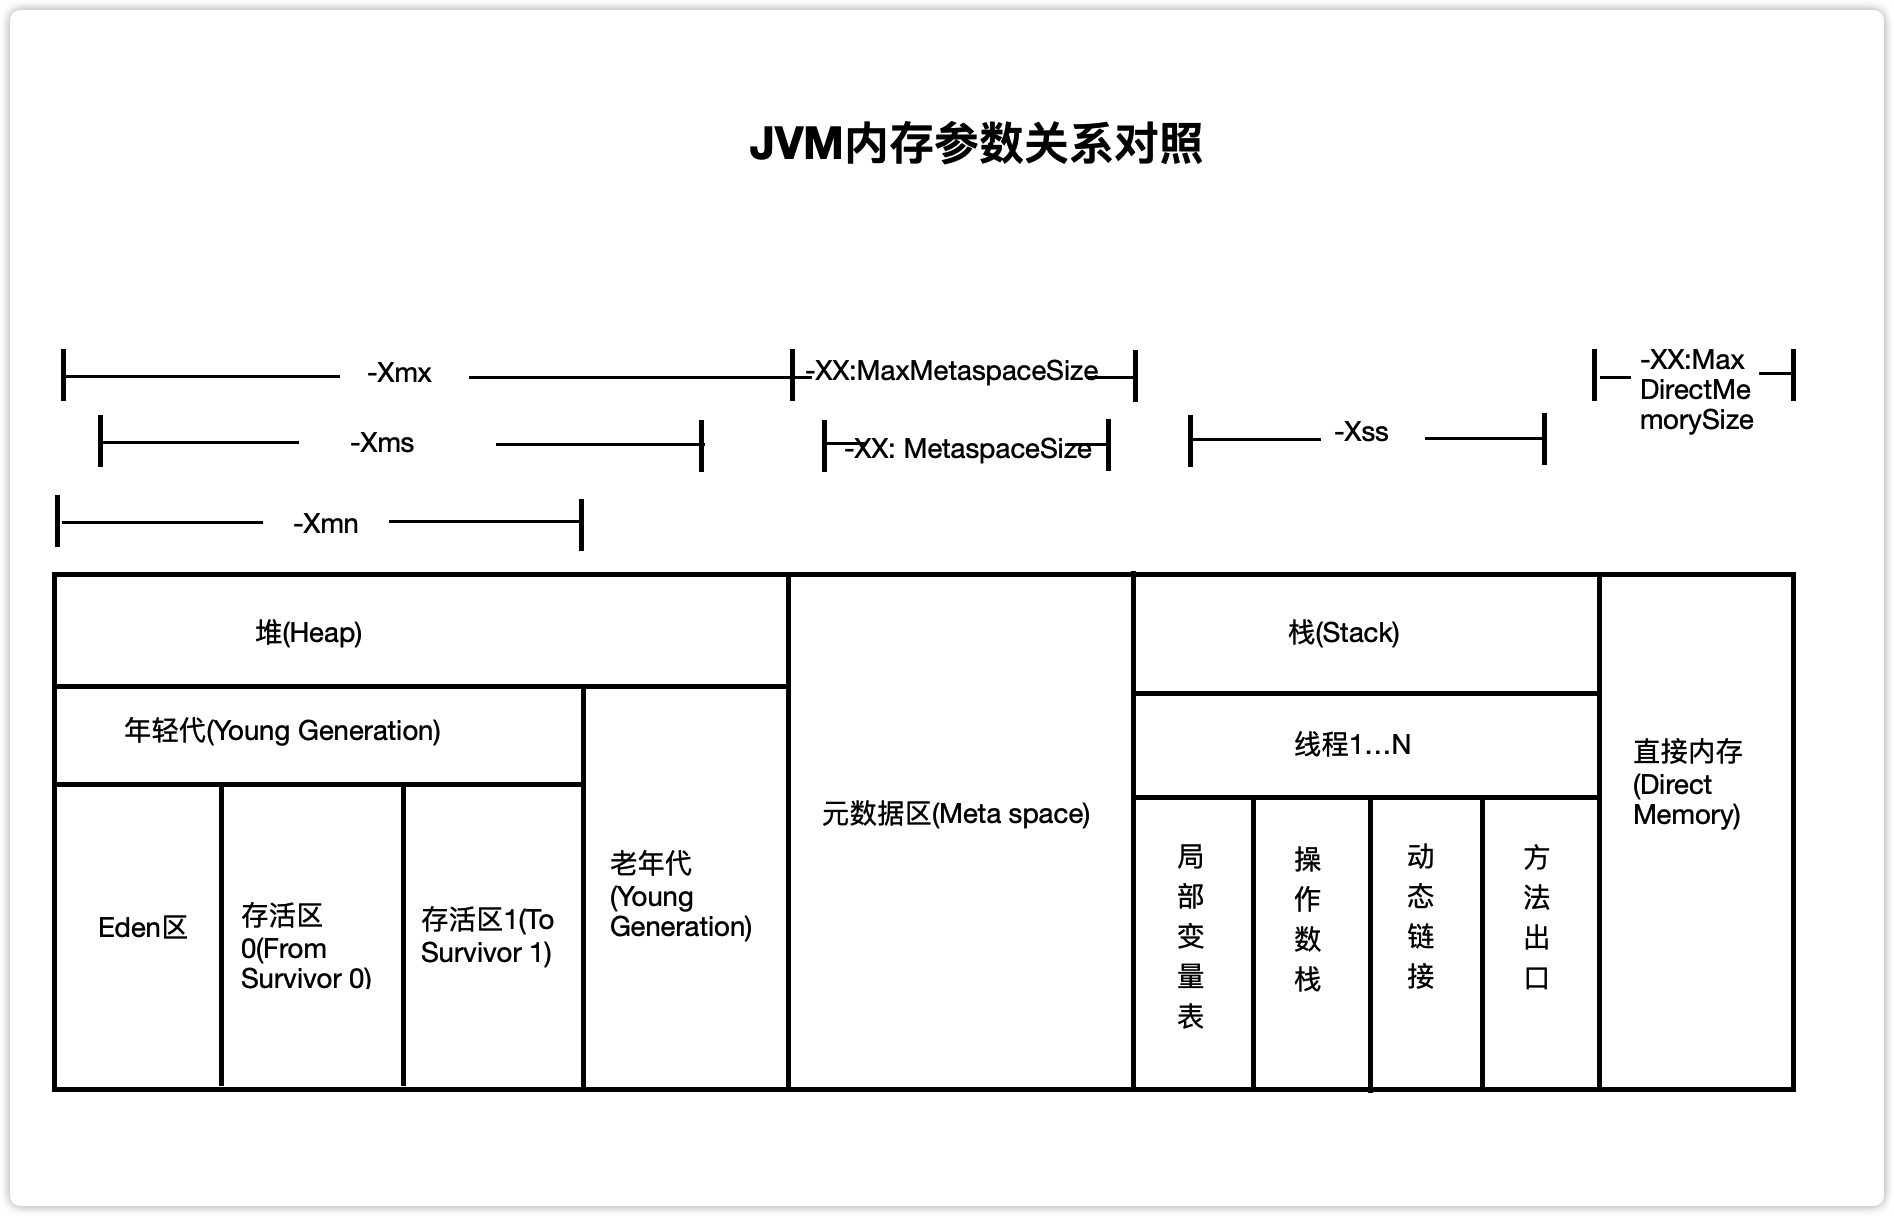 JVM内存参数关系对照
-Xmx
-XX:MaxMetaspaceSize
-XX:Max
DirectMe
morySize
-Xms
-XX: MetaspaceSize
-Xss
-Xmn
堆(Heap)
栈(Stack)
年轻代(Young Generation)
线程1...N
元数据区(Meta space)
直接内存
(Direct
Memory)
Eden区
存活区
0(From
Survivor 0)
存活区1(To
Survivor 1)
老年代
(Young
Generation)
局
部
变
量
表
操
作
数
栈
动
态
链
接
方
法
出
口